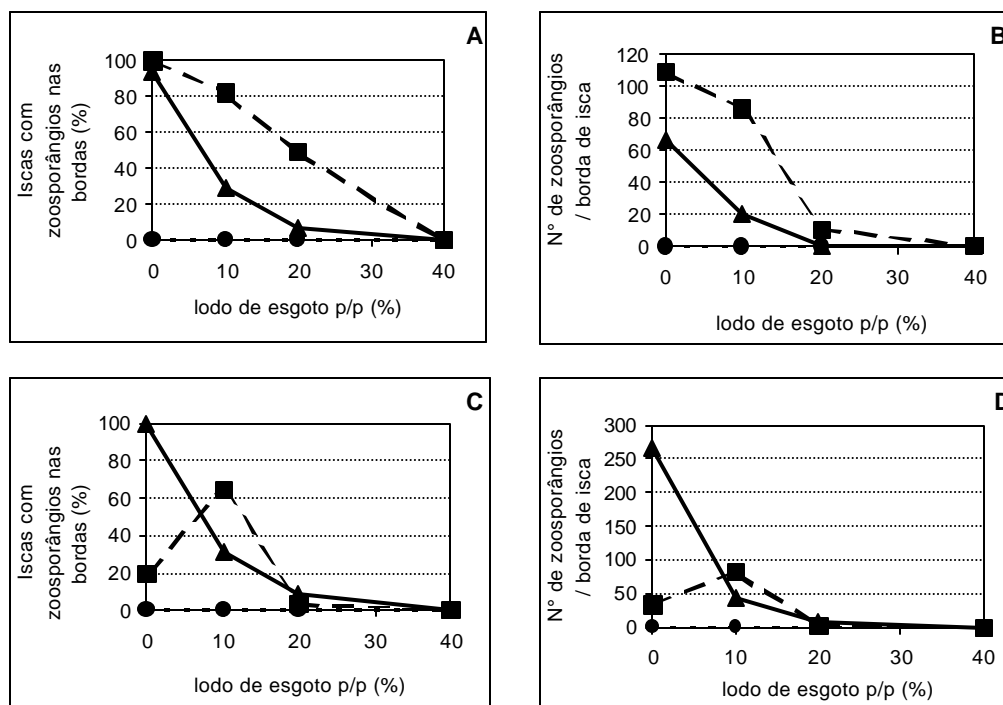 A
Iscas com
zoosporângios nas
bordas (%)
100
80
60
40
20
0
0 10 20 30 40
lodo de esgoto p/p (%)
B
N° de zoosporângios
/ borda de isca
120
100
80
60
40
20
0
0 10 20 30 40
lodo de esgoto p/p (%)
C
Iscas com
zoosporângios nas
bordas (%)
100
80
60
40
20
0
0 10 20 30 40
lodo de esgoto p/p (%)
D
N° de zoosporângios
/ borda de isca
300
250
200
150
100
50
0
0 10 20 30 40
lodo de esgoto p/p (%)